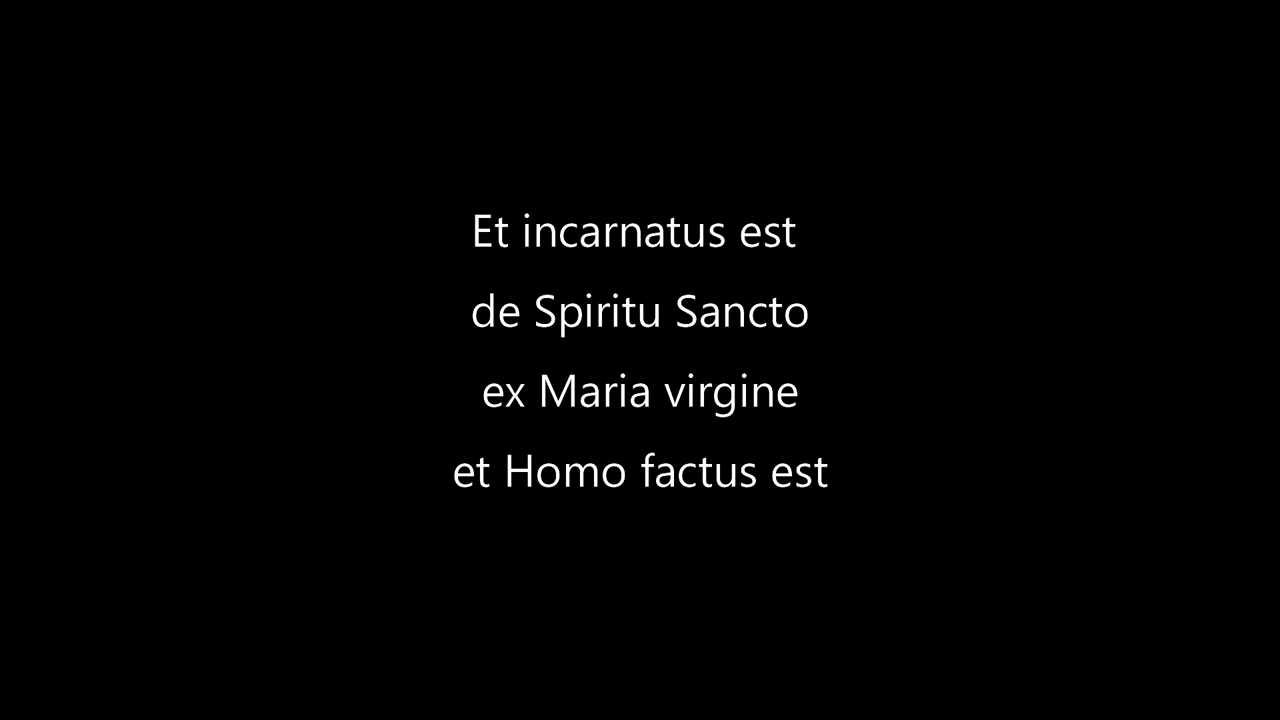 Et incarnatus est
de Spiritu Sancto
ex Maria virgine
et Homo factus est